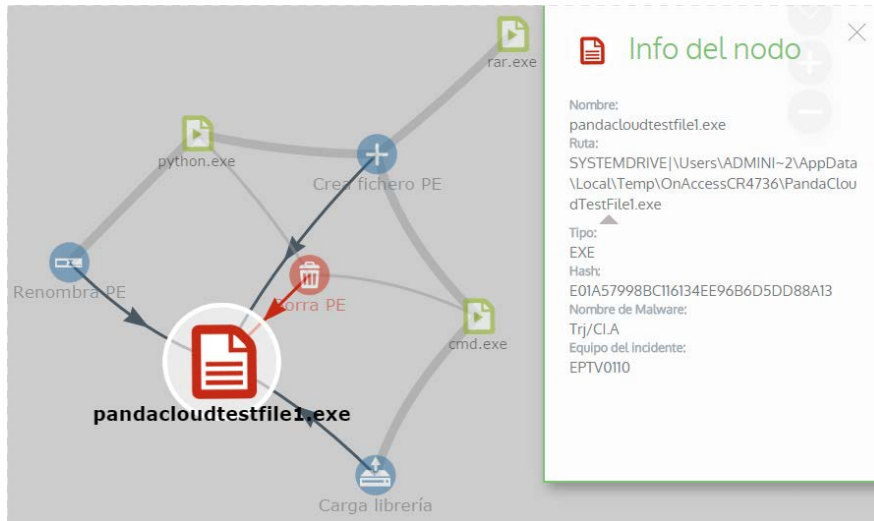 rar.exe
python.exe
Crea fichero PE
Renombra PE
Borra PE
cmd.exe
pandacloudtestfile1.exe
Carga librería
Info del nodo
Nombre:
pandacloudtestfile1.exe
Ruta:
SYSTEMDRIVE|\Users\ADMINI~2\AppData
\Local\Temp\OnAccessCR4736\PandaClou
dTestFile1.exe
Tipo:
EXE
Hash:
E01A57998BC116134EE96B6D5DD88A13
Nombre de Malware:
Trj/CI.A
Equipo del incidente:
EPTV0110